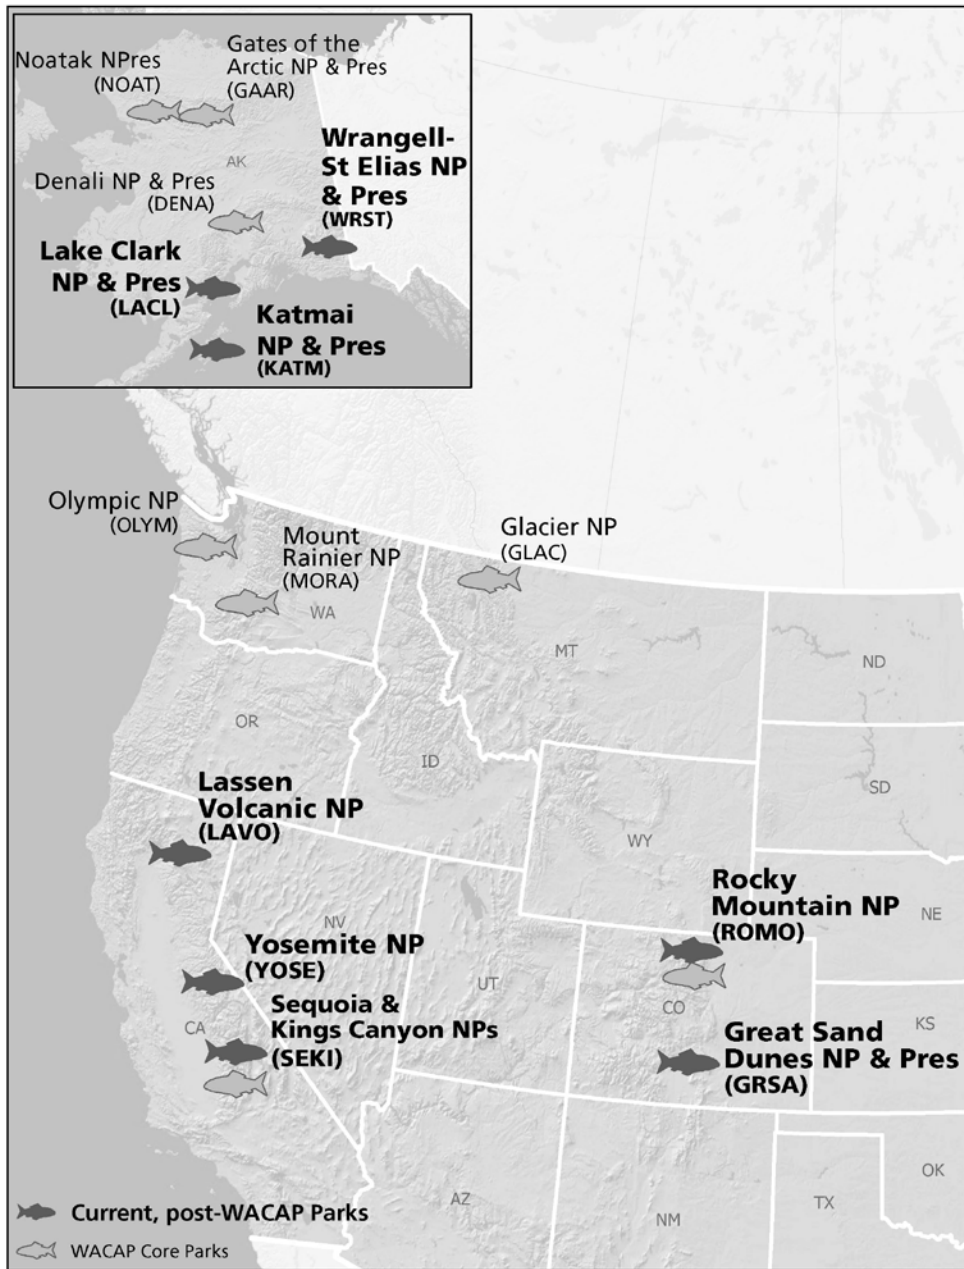 Noatak NPres
(NOAT)
Gates of the
Arctic NP & Pres
(GAAR)
Wrangell-
St Elias NP
& Pres
(WRST)
AK
Denali NP & Pres
(DENA)
Lake Clark
NP & Pres
(LACL)
Katmai
NP & Pres
(KATM)
Olympic NP
(OLYM)
Mount
Rainier NP
(MORA)
Glacier NP
(GLAC)
WA
MT
ND
OR
ID
SD
WY
Lassen
Volcanic NP
(LAVO)
Rocky
Mountain NP
(ROMO)
NE
NV
Yosemite NP
(YOSE)
UT
CO
Sequoia &
Kings Canyon NPs
(SEKI)
CA
KS
Great Sand
Dunes NP & Pres
(GRSA)
AZ
NM
TX
OK
Current, post-WACAP Parks
WACAP Core Parks